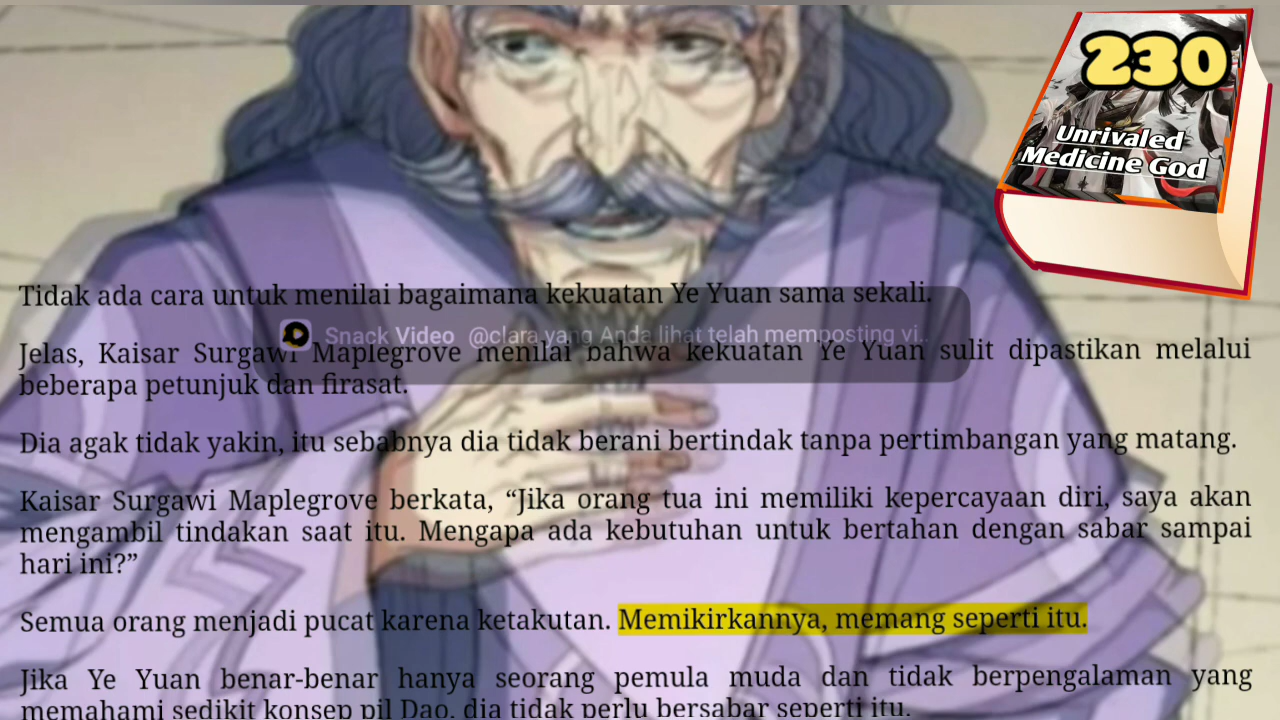 230
Unrivaled
Medicine God
Tidak ada cara untuk menilai bagaimana kekuatan Ye Yuan sama sekali.
Snack Video @clara yang Anda lihat telah memposting vi..
Jelas, Kaisar Surgawi Maplegrove menilai bahwa kekuatan Ye Yuan sulit dipastikan melalui
beberapa petunjuk dan firasat.
Dia agak tidak yakin, itu sebabnya dia tidak berani bertindak tanpa pertimbangan yang matang.
Kaisar Surgawi Maplegrove berkata, “Jika orang tua ini memiliki kepercayaan diri, saya akan
mengambil tindakan saat itu. Mengapa ada kebutuhan untuk bertahan dengan sabar sampai
hari ini?”
Semua orang menjadi pucat karena ketakutan. Memikirkannya, memang seperti itu.
Jika Ye Yuan benar-benar hanya seorang pemula muda dan tidak berpengalaman yang
memahami sedikit konsep pil Dao, dia tidak perlu bersabar seperti itu.